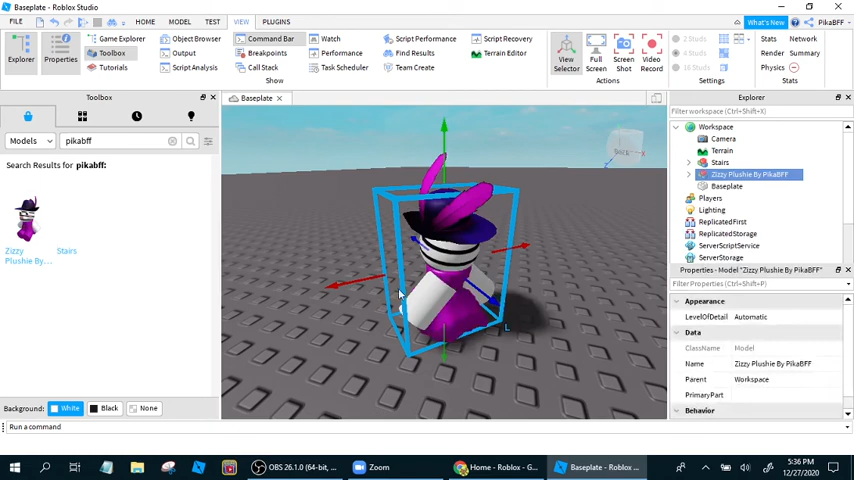 Baseplate - Roblox Studio
FILE HOME MODEL TEST VIEW PLUGINS What's New PikaBFF
Game Explorer Object Browser Command Bar Watch Script Performance Script Recovery 2 Studs Stats Network
Toolbox Output Breakpoints Performance Find Results Terrain Editor 4 Studs Render Summary
Tutorials Script Analysis Call Stack Task Scheduler Team Create 16 Studs Physics
Explorer Properties View Selector Full Screen Screen Shot Video Record
Show Actions Settings Stats
Toolbox
Baseplate
Explorer
Filter workspace (Ctrl+Shift+X)
Models pikabff
Search Results for pikabff:
Zizzy Plushie By...
Stairs
Workspace
Camera
Terrain
Stairs
Zizzy Plushie By PikaBFF
Baseplate
Players
Lighting
ReplicatedFirst
ReplicatedStorage
ServerScriptService
ServerStorage
Properties - Model "Zizzy Plushie By PikaBFF"
Filter Properties (Ctrl+Shift+P)
Appearance
LevelOfDetail Automatic
Data
ClassName Model
Name Zizzy Plushie By PikaBFF
Parent Workspace
PrimaryPart
Behavior
L
Background: White Black None
Run a command
OBS 26.1.0 (64-bit, ... Zoom Home - Roblox - G... Baseplate - Roblox ...
5:36 PM
12/27/2020